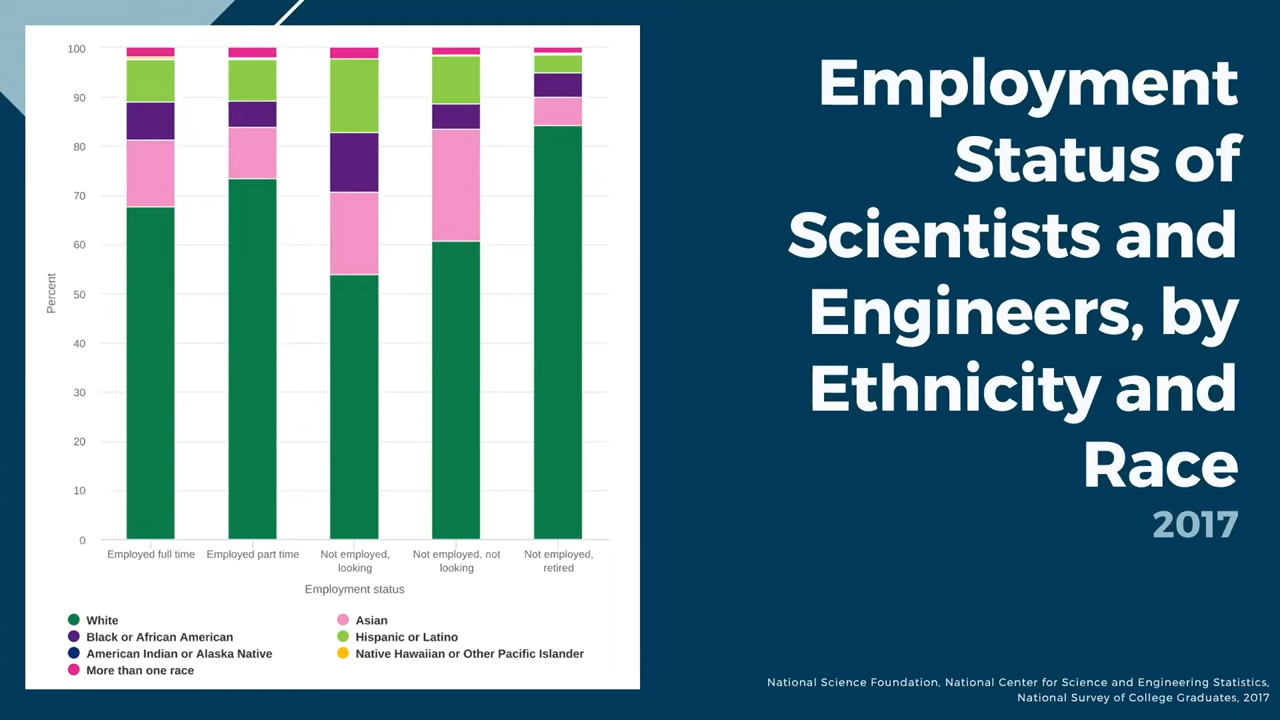 100
90
80
70
60
50
40
30
20
10
0
Percent
Employed full time
Employed part time
Not employed,
looking
Not employed, not
looking
Not employed,
retired
Employment status
White
Asian
Black or African American
Hispanic or Latino
American Indian or Alaska Native
Native Hawaiian or Other Pacific Islander
More than one race
Employment
Status of
Scientists and
Engineers, by
Ethnicity and
Race
2017
National Science Foundation, National Center for Science and Engineering Statistics,
National Survey of College Graduates, 2017